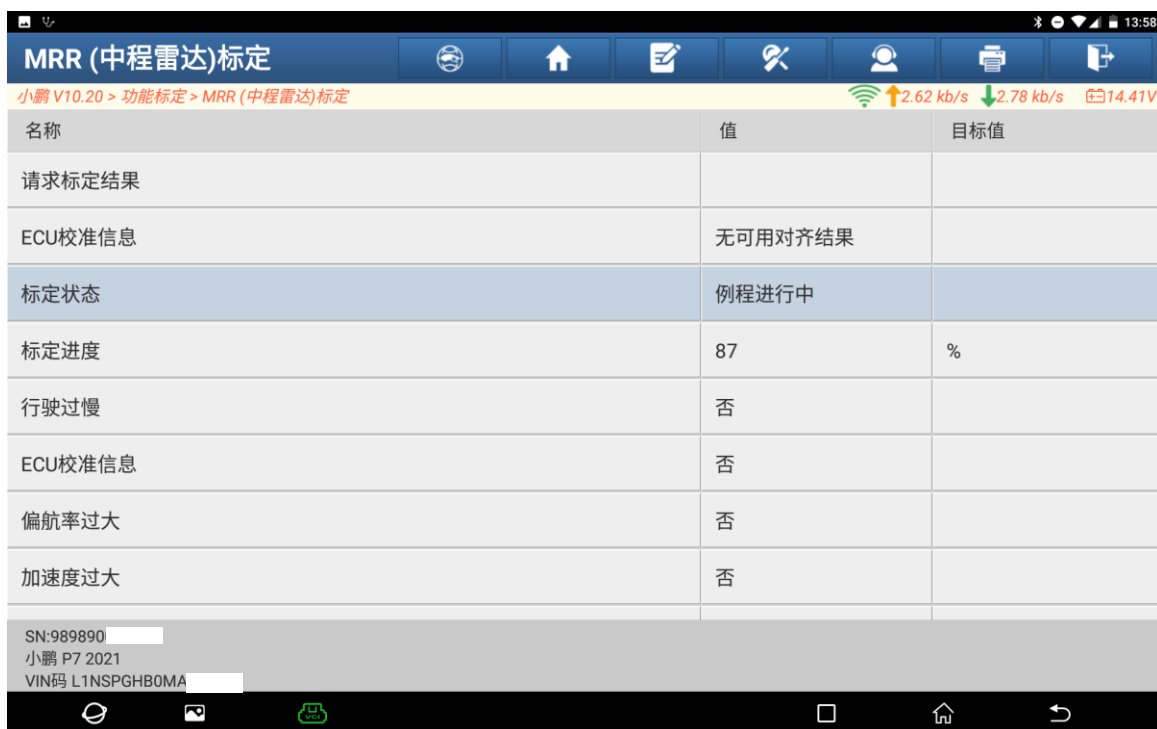 13:58
MRR (中程雷达)标定
小鹏 V10.20 > 功能标定 > MRR (中程雷达)标定 2.62 kb/s 2.78 kb/s 14.41V
名称 值 目标值
请求标定结果
ECU校准信息 无可用对齐结果
标定状态 例程进行中
标定进度 87 %
行驶过慢 否
ECU校准信息 否
偏航率过大 否
加速度过大 否
SN:989890
小鹏 P7 2021
VIN码 L1NSPGHB0MA
VCI